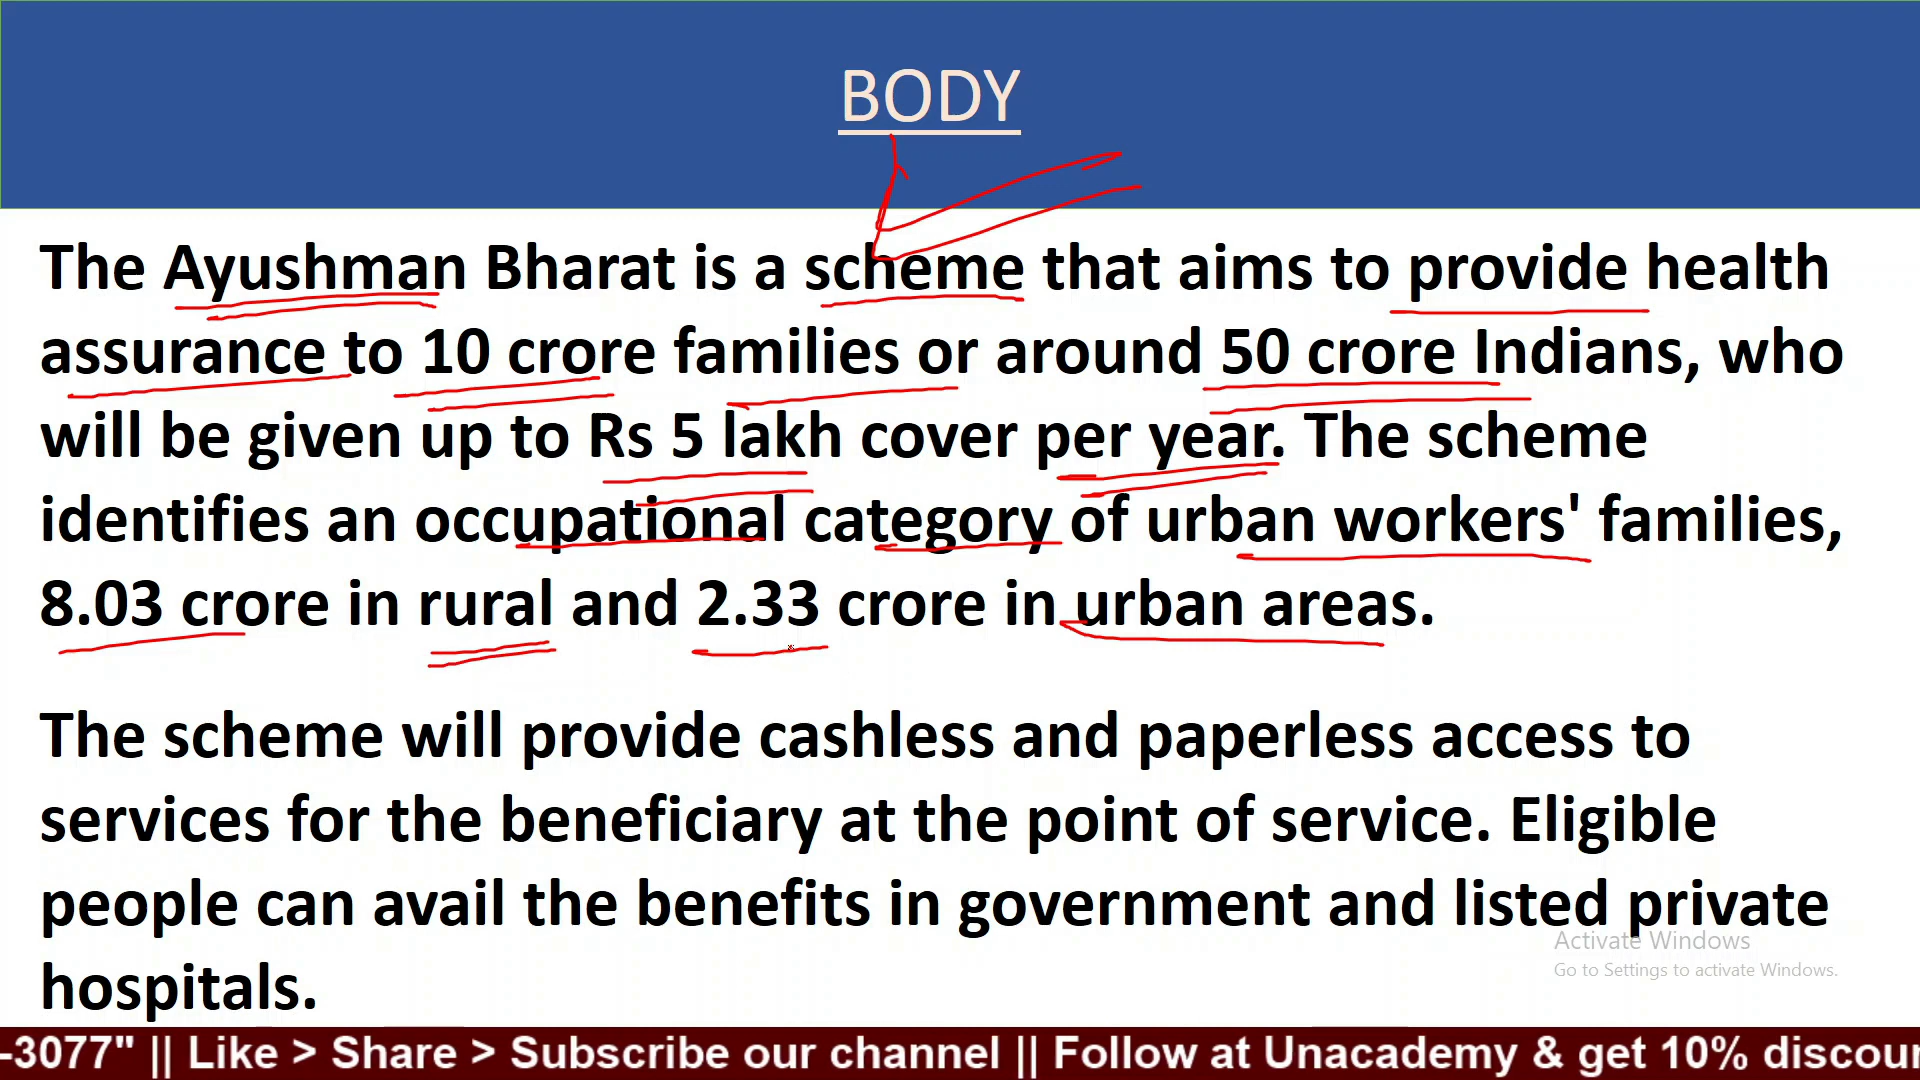 BODY
The Ayushman Bharat is a scheme that aims to provide health
assurance to 10 crore families or around 50 crore Indians, who
will be given up to Rs 5 lakh cover per year. The scheme
identifies an occupational category of urban workers' families,
8.03 crore in rural and 2.33 crore in urban areas.
The scheme will provide cashless and paperless access to
services for the beneficiary at the point of service. Eligible
people can avail the benefits in government and listed private
hospitals.
Activate Windows
Go to Settings to activate Windows.
-3077" || Like > Share > Subscribe our channel || Follow at Unacademy & get 10% discour